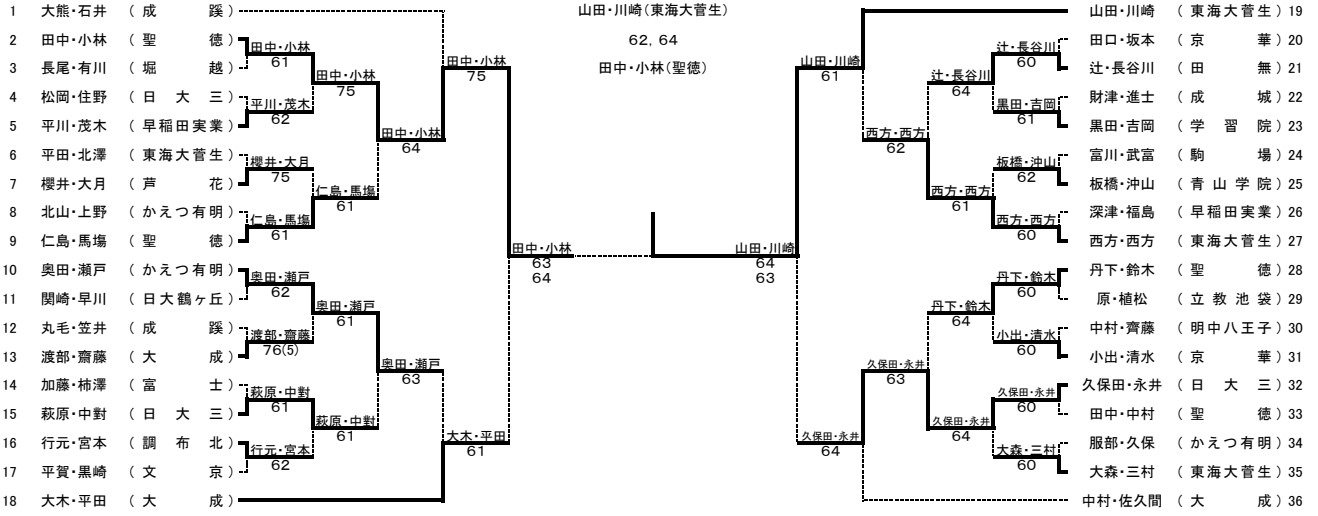 山田・川崎(東海大菅生)
62, 64
田中・小林(聖徳)
1 大熊・石井 (成蹊)
2 田中・小林 (聖徳)
3 長尾・有川 (堀越)
4 松岡・住野 (日大三)
5 平川・茂木 (早稲田実業)
6 平田・北澤 (東海大菅生)
7 櫻井・大月 (芦花)
8 北山・上野 (かえつ有明)
9 仁島・馬塲 (聖徳)
10 奥田・瀬戸 (かえつ有明)
11 関崎・早川 (日大鶴ヶ丘)
12 丸毛・笠井 (成蹊)
13 渡部・齋藤 (大成)
14 加藤・柿澤 (富士)
15 萩原・中對 (日大三)
16 行元・宮本 (調布北)
17 平賀・黒崎 (文京)
18 大木・平田 (大成)
田中・小林
61
平川・茂木
62
櫻井・大月
75
仁島・馬塲
61
奥田・瀬戸
62
渡部・齋藤
76(5)
萩原・中對
61
行元・宮本
62
田中・小林
75
仁島・馬塲
61
奥田・瀬戸
61
萩原・中對
61
田中・小林
64
奥田・瀬戸
63
田中・小林
75
大木・平田
61
田中・小林
63
64
山田・川崎
64
63
山田・川崎
61
久保田・永井
64
西方・西方
62
久保田・永井
63
辻・長谷川
64
西方・西方
61
丹下・鈴木
64
久保田・永井
64
辻・長谷川
60
黒田・吉岡
61
板橋・沖山
62
西方・西方
60
丹下・鈴木
60
小出・清水
60
久保田・永井
60
大森・三村
60
山田・川崎 (東海大菅生) 19
田口・坂本 (京華) 20
辻・長谷川 (田無) 21
財津・進士 (成城) 22
黒田・吉岡 (学習院) 23
富川・武富 (駒場) 24
板橋・沖山 (青山学院) 25
深津・福島 (早稲田実業) 26
西方・西方 (東海大菅生) 27
丹下・鈴木 (聖徳) 28
原・植松 (立教池袋) 29
中村・齊藤 (明中八王子) 30
小出・清水 (京華) 31
久保田・永井 (日大三) 32
田中・中村 (聖徳) 33
服部・久保 (かえつ有明) 34
大森・三村 (東海大菅生) 35
中村・佐久間 (大成) 36